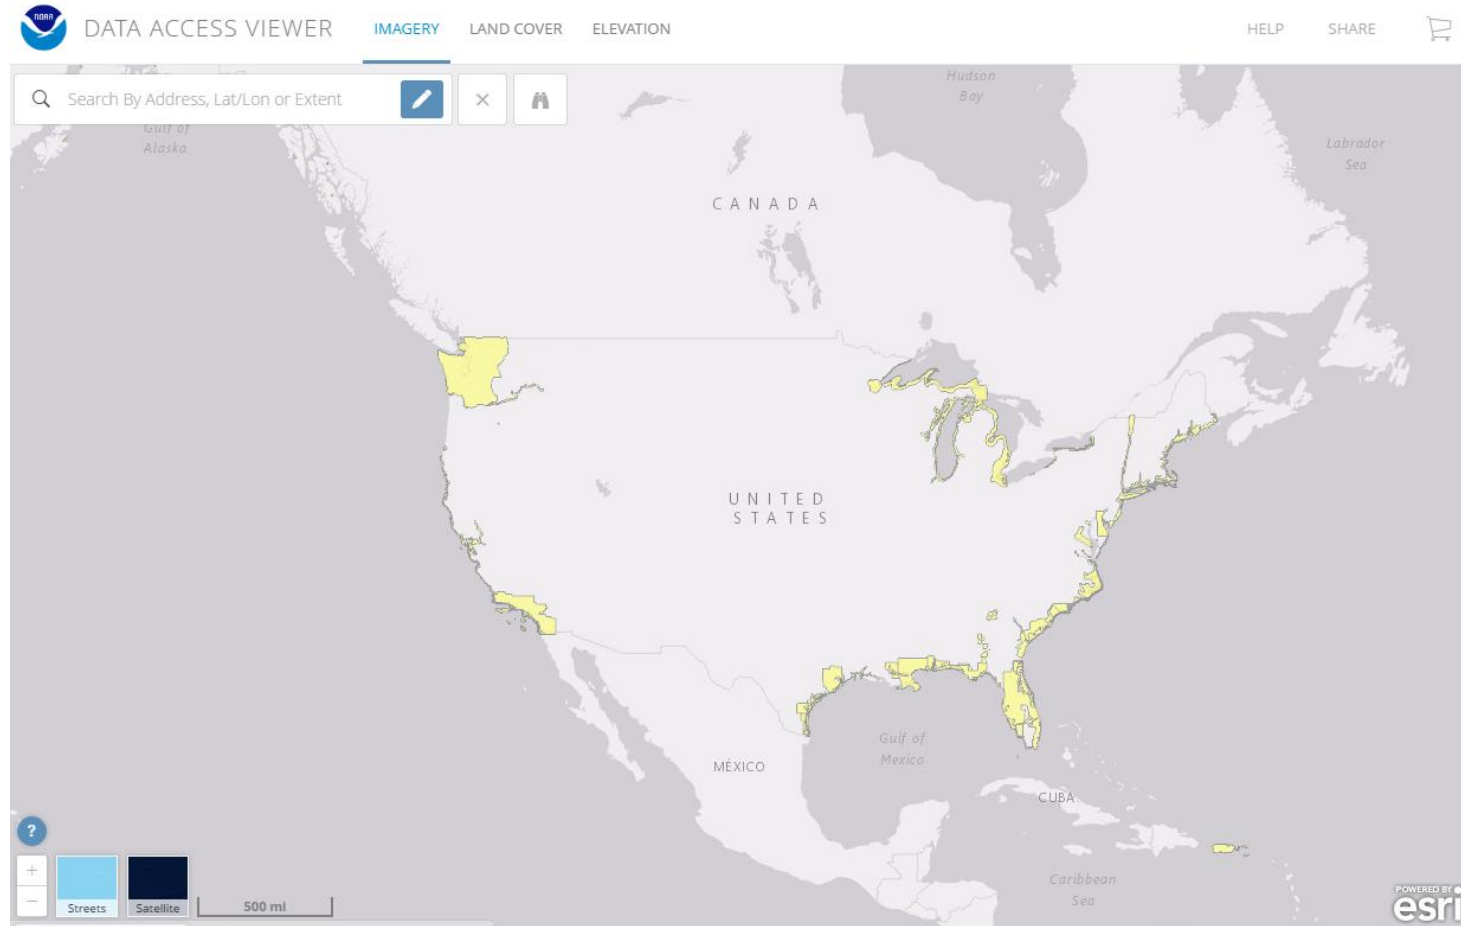 NOAA
DATA ACCESS VIEWER
IMAGERY
LAND COVER
ELEVATION
HELP
SHARE
Search By Address, Lat/Lon or Extent
Hudson
Bay
Gulf of
Alaska
Labrador
Sea
CANADA
UNITED
STATES
Gulf of
Mexico
MÉXICO
CUBA
Caribbean
Sea
?
+
−
Streets
Satellite
500 mi
POWERED BY
esri